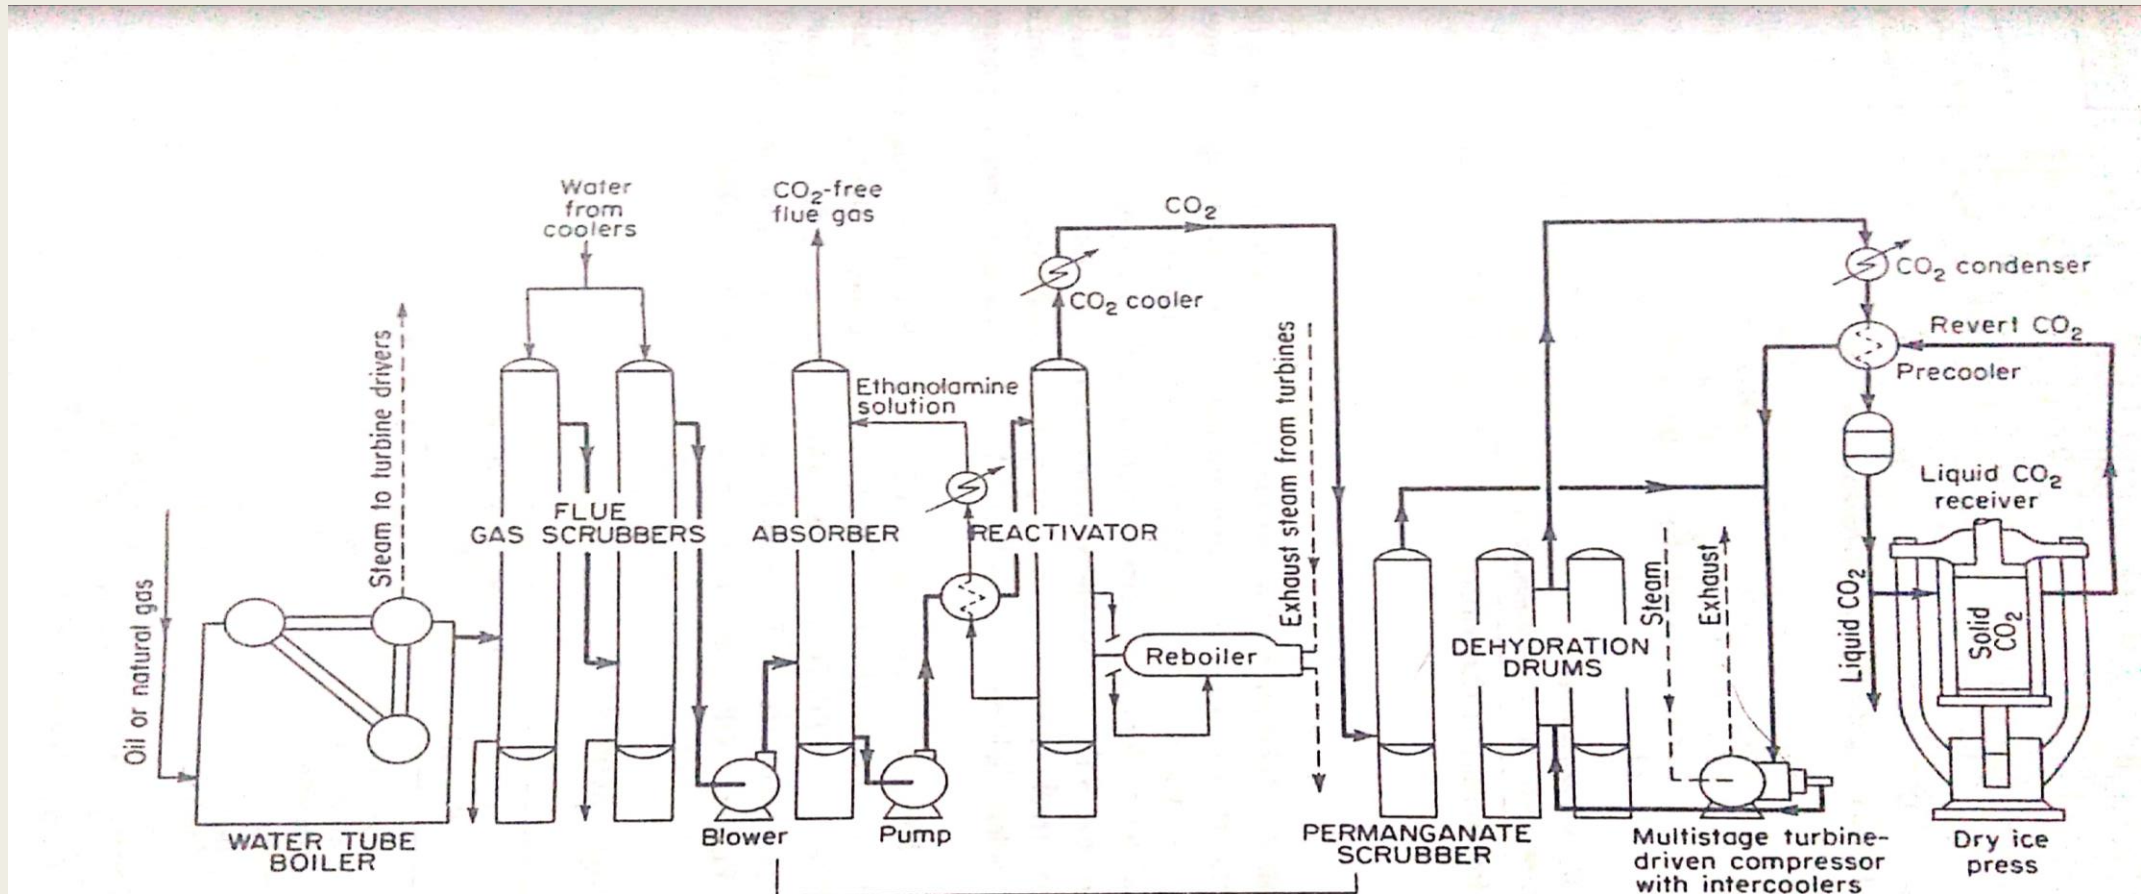 Water
from
coolers
CO₂-free
flue gas
CO₂
CO₂ cooler
CO₂ condenser
Revert CO₂
Precooler
Steam to turbine drivers
Ethanolamine
solution
Exhaust steam from turbines
Liquid CO₂
receiver
Oil or natural gas
FLUE
GAS SCRUBBERS
ABSORBER
REACTIVATOR
Reboiler
DEHYDRATION
DRUMS
Steam
Exhaust
Liquid CO₂
Solid
CO₂
WATER TUBE
BOILER
Blower
Pump
PERMANGANATE
SCRUBBER
Multistage turbine-
driven compressor
with intercoolers
Dry ice
press